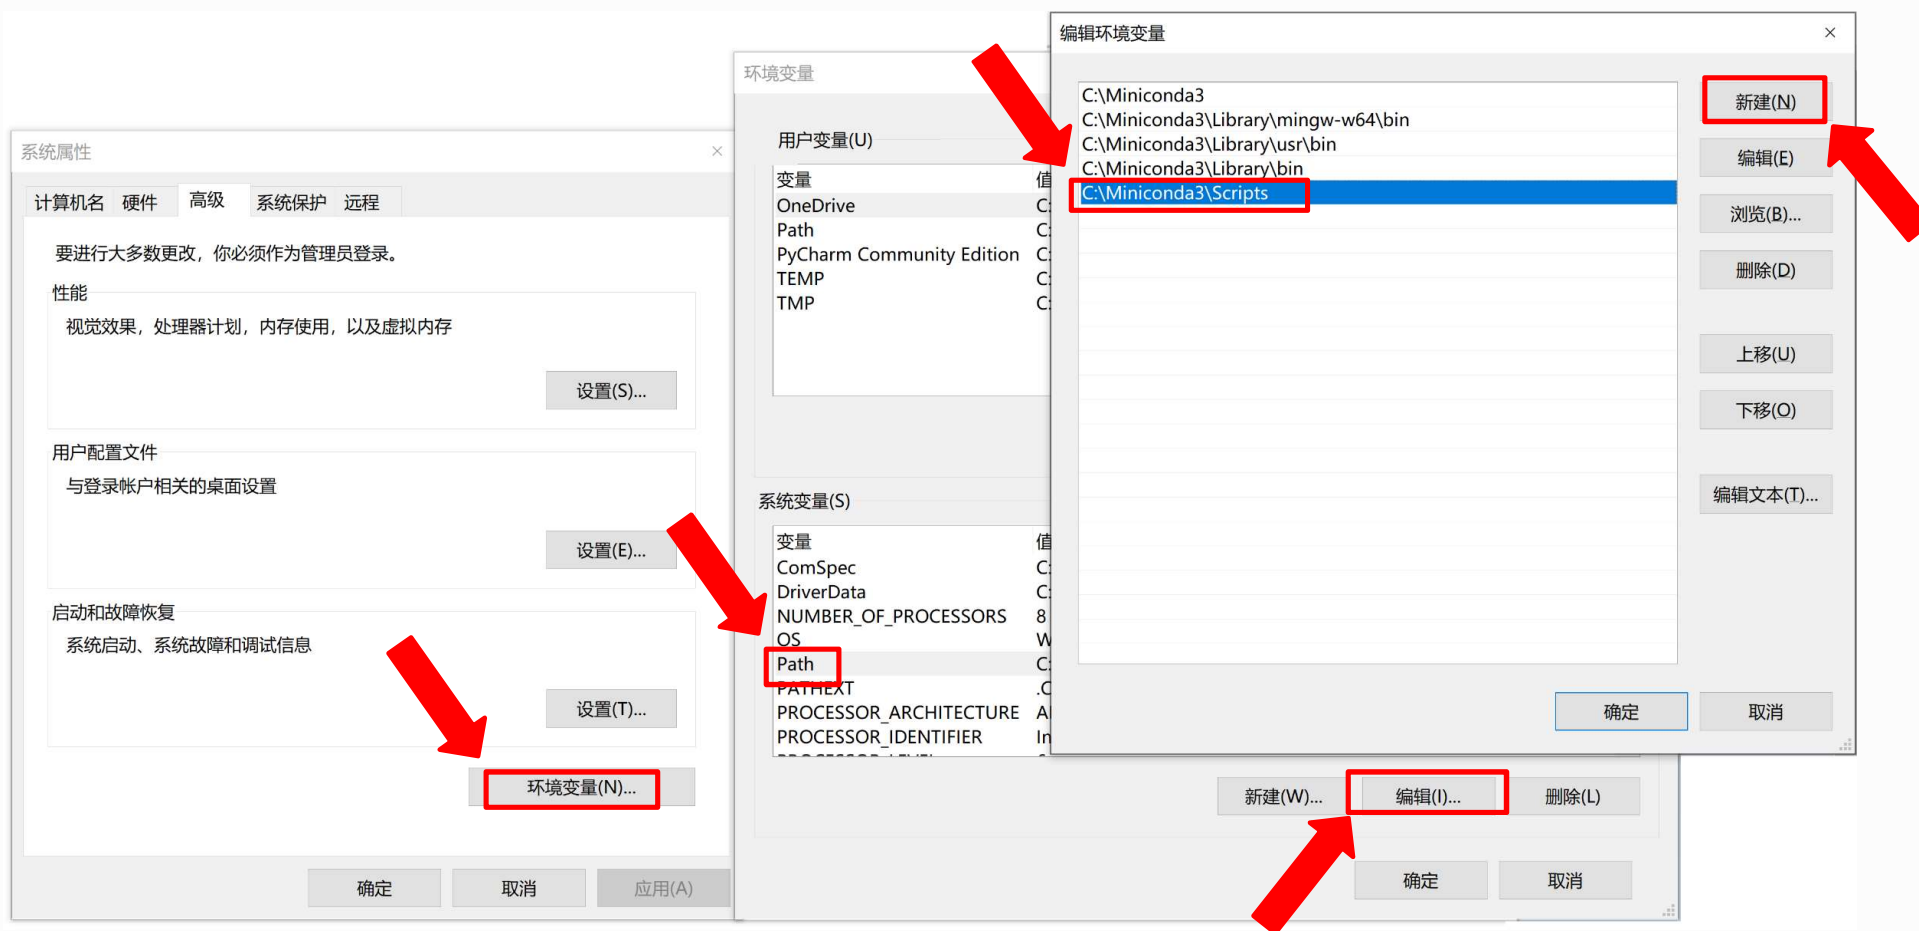 系统属性
计算机名 硬件 高级 系统保护 远程
要进行大多数更改，你必须作为管理员登录。
性能
视觉效果，处理器计划，内存使用，以及虚拟内存
设置(S)...
用户配置文件
与登录帐户相关的桌面设置
设置(E)...
启动和故障恢复
系统启动、系统故障和调试信息
设置(T)...
环境变量(N)...
确定 取消 应用(A)
环境变量
用户变量(U)
变量 值
OneDrive C:
Path C:
PyCharm Community Edition C:
TEMP C:
TMP C:
系统变量(S)
变量 值
ComSpec C:
DriverData C:
NUMBER_OF_PROCESSORS 8
OS W
Path C:
PATHEXT .C
PROCESSOR_ARCHITECTURE A
PROCESSOR_IDENTIFIER In
新建(W)... 编辑(I)... 删除(L)
确定 取消
编辑环境变量
C:\Miniconda3
C:\Miniconda3\Library\mingw-w64\bin
C:\Miniconda3\Library\usr\bin
C:\Miniconda3\Library\bin
C:\Miniconda3\Scripts
新建(N)
编辑(E)
浏览(B)...
删除(D)
上移(U)
下移(O)
编辑文本(T)...
确定 取消